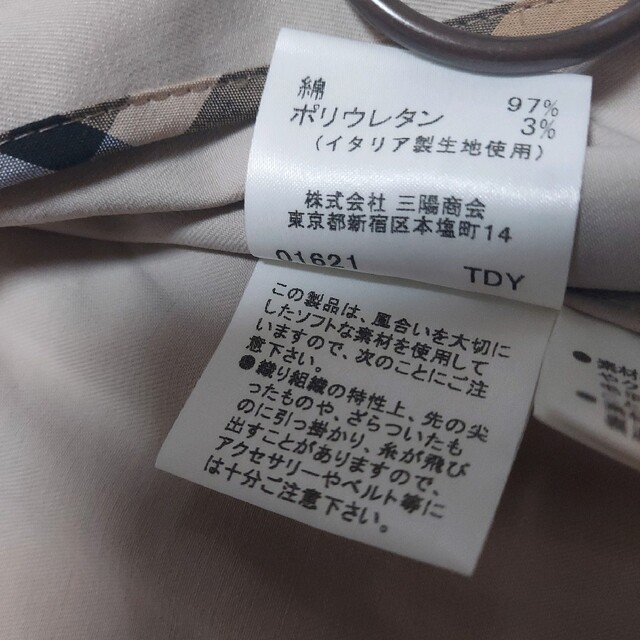 綿 97%
ポリウレタン 3%
(イタリア製生地使用)
株式会社 三陽商会
東京都新宿区本塩町14
01621 TDY
この製品は、風合いを大切に
したソフトな素材を使用して
いますので、次のことにご注
意下さい。
●織り組織の特性上、先の尖
ったものや、ざらついたも
のに引っ掛かり、糸が飛び
出すことがありますので、
アクセサリーやベルト等に
は十分ご注意下さい。
●素材